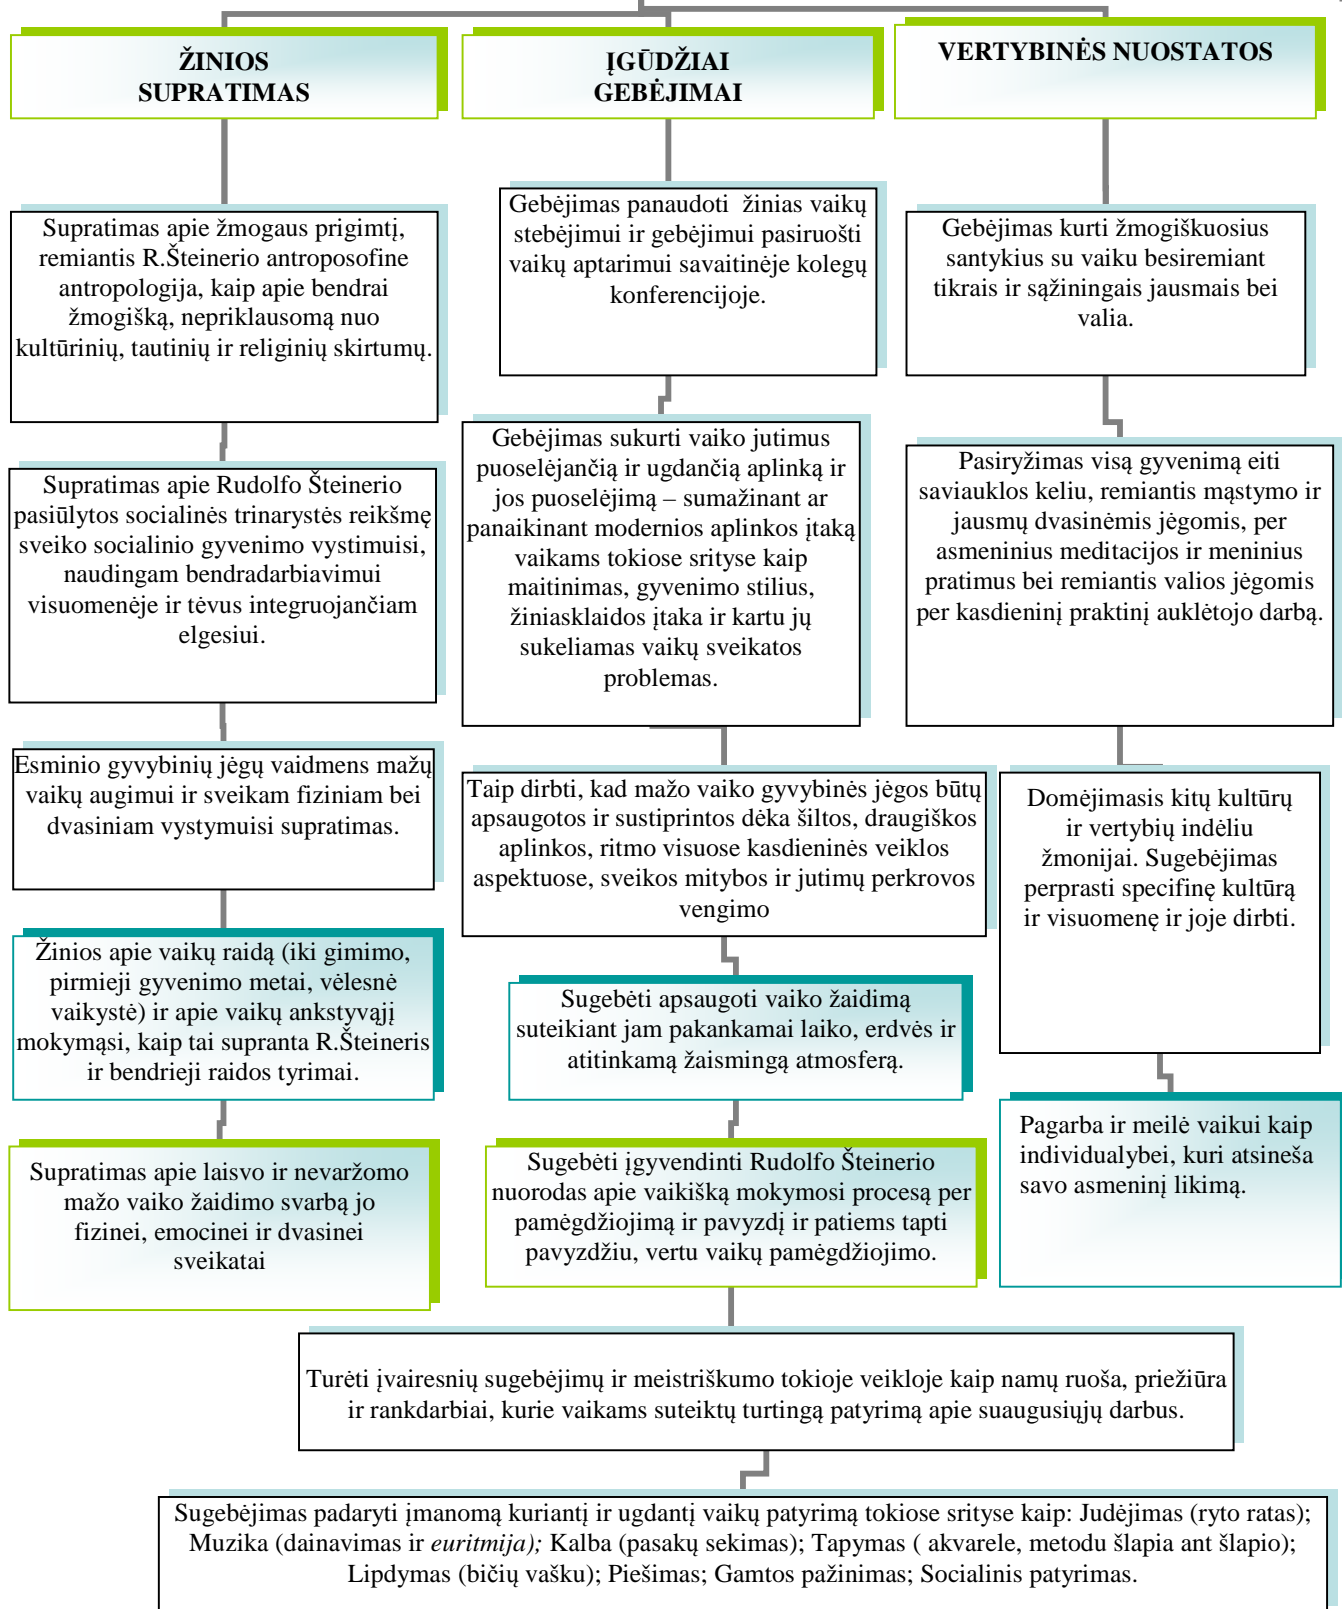 ŽINIOS
SUPRATIMAS
Supratimas apie žmogaus prigimtį,
remiantis R.Šteinerio antroposofine
antropologija, kaip apie bendrai
žmogišką, nepriklausomą nuo
kultūrinių, tautinių ir religinių skirtumų.
Supratimas apie Rudolfo Šteinerio
pasiūlytos socialinės trinarystės reikšmę
sveiko socialinio gyvenimo vystimuisi,
naudingam bendradarbiavimui
visuomenėje ir tėvus integruojančiam
elgesiui.
Esminio gyvybinių jėgų vaidmens mažų
vaikų augimui ir sveikam fiziniam bei
dvasiniam vystymuisi supratimas.
Žinios apie vaikų raidą (iki gimimo,
pirmieji gyvenimo metai, vėlesnė
vaikystė) ir apie vaikų ankstyvąjį
mokymąsi, kaip tai supranta R.Šteineris
ir bendrieji raidos tyrimai.
Supratimas apie laisvo ir nevaržomo
mažo vaiko žaidimo svarbą jo
fizinei, emocinei ir dvasinei
sveikatai
ĮGŪDŽIAI
GEBĖJIMAI
Gebėjimas panaudoti  žinias vaikų
stebėjimui ir gebėjimui pasiruošti
vaikų aptarimui savaitinėje kolegų
konferencijoje.
Gebėjimas sukurti vaiko jutimus
puoselėjančią ir ugdančią aplinką ir
jos puoselėjimą – sumažinant ar
panaikinant modernios aplinkos įtaką
vaikams tokiose srityse kaip
maitinimas, gyvenimo stilius,
žiniasklaidos įtaka ir kartu jų
sukeliamas vaikų sveikatos
problemas.
Taip dirbti, kad mažo vaiko gyvybinės jėgos būtų
apsaugotos ir sustiprintos dėka šiltos, draugiškos
aplinkos, ritmo visuose kasdieninės veiklos
aspektuose, sveikos mitybos ir jutimų perkrovos
vengimo
Sugebėti apsaugoti vaiko žaidimą
suteikiant jam pakankamai laiko, erdvės ir
atitinkamą žaismingą atmosferą.
Sugebėti įgyvendinti Rudolfo Šteinerio
nuorodas apie vaikišką mokymosi procesą per
pamėgdžiojimą ir pavyzdį ir patiems tapti
pavyzdžiu, vertu vaikų pamėgdžiojimo.
VERTYBINĖS NUOSTATOS
Gebėjimas kurti žmogiškuosius
santykius su vaiku besiremiant
tikrais ir sąžiningais jausmais bei
valia.
Pasiryžimas visą gyvenimą eiti
saviauklos keliu, remiantis mąstymo ir
jausmų dvasinėmis jėgomis, per
asmeninius meditacijos ir meninius
pratimus bei remiantis valios jėgomis
per kasdieninį praktinį auklėtojo darbą.
Domėjimasis kitų kultūrų
ir vertybių indėliu
žmonijai. Sugebėjimas
perprasti specifinę kultūrą
ir visuomenę ir joje dirbti.
Pagarba ir meilė vaikui kaip
individualybei, kuri atsineša
savo asmeninį likimą.
Turėti įvairesnių sugebėjimų ir meistriškumo tokioje veikloje kaip namų ruoša, priežiūra
ir rankdarbiai, kurie vaikams suteiktų turtingą patyrimą apie suaugusiųjų darbus.
Sugebėjimas padaryti įmanomą kuriantį ir ugdantį vaikų patyrimą tokiose srityse kaip: Judėjimas (ryto ratas);
Muzika (dainavimas ir euritmija); Kalba (pasakų sekimas); Tapymas ( akvarele, metodu šlapia ant šlapio);
Lipdymas (bičių vašku); Piešimas; Gamtos pažinimas; Socialinis patyrimas.